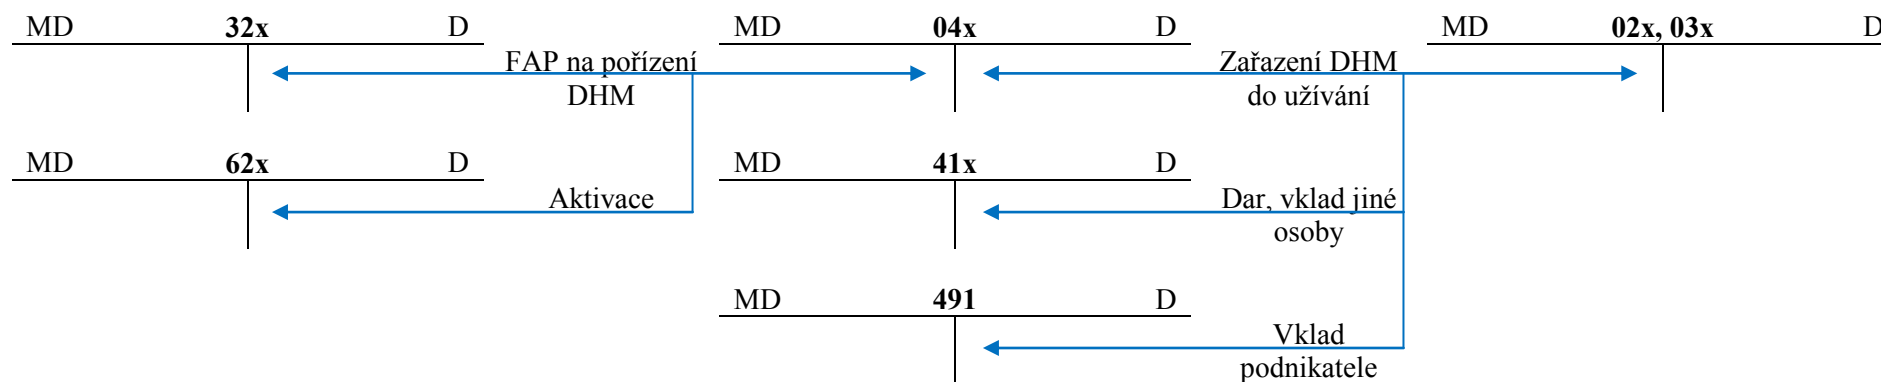 MD 32x D MD 04x D MD 02x, 03x D
FAP na pořízení Zařazení DHM
DHM do užívání
MD 62x D MD 41x D
Aktivace Dar, vklad jiné
osoby
MD 491 D
Vklad
podnikatele